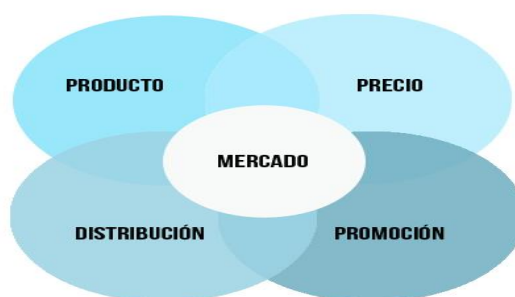 PRODUCTO
PRECIO
MERCADO
DISTRIBUCIÓN
PROMOCIÓN